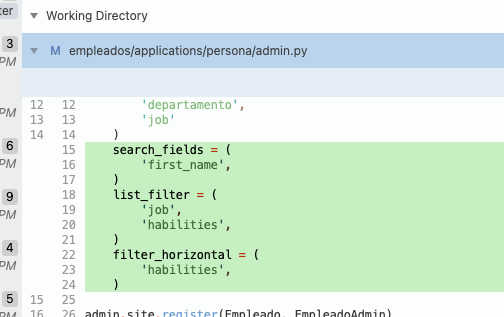 ter
Working Directory
3
PM
M empleados/applications/persona/admin.py
PM
12 12 'departamento',
13 13 'job'
14 14 )
6
PM
15 search_fields = (
16 'first_name',
17 )
9
PM
18 list_filter = (
19 'job',
20 'habilities',
21 )
4
PM
22 filter_horizontal = (
23 'habilities',
24 )
5
15 25
PM
16 26 admin.site.register(Empleado, EmpleadoAdmin)